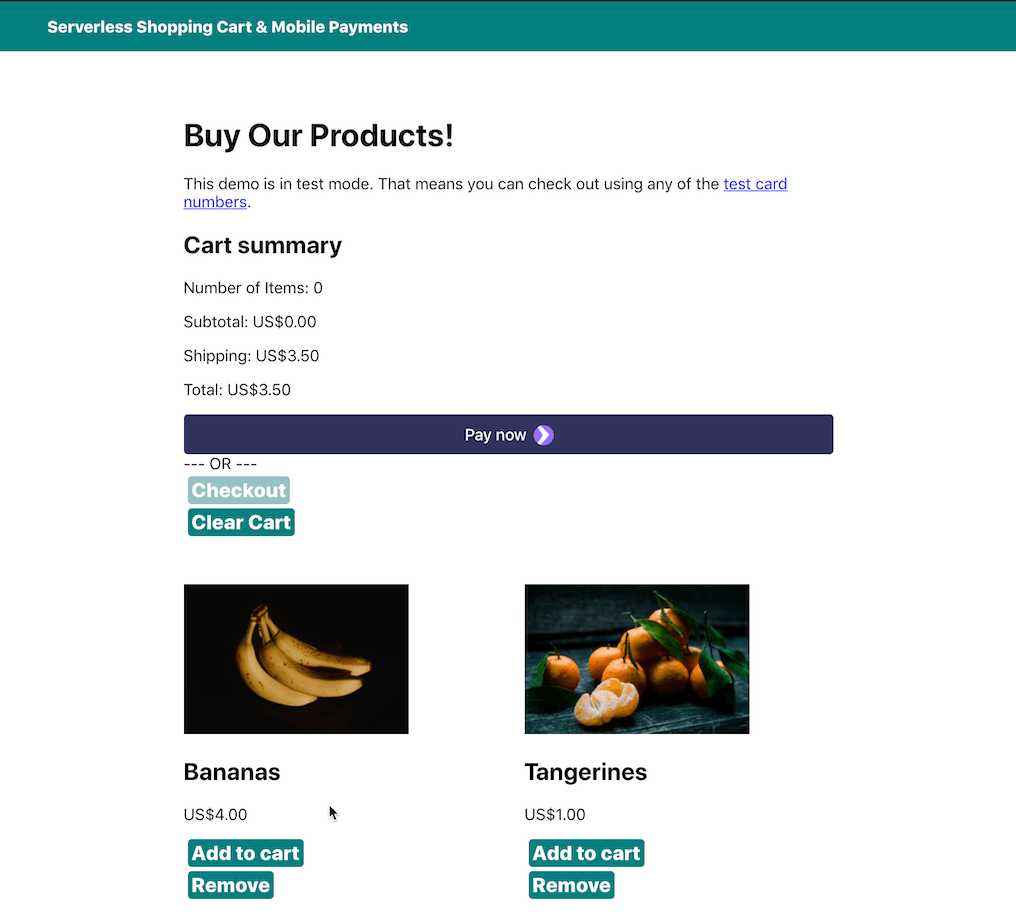 Serverless Shopping Cart & Mobile Payments
Buy Our Products!
This demo is in test mode. That means you can check out using any of the test card
numbers.
Cart summary
Number of Items: 0
Subtotal: US$0.00
Shipping: US$3.50
Total: US$3.50
Pay now
--- OR ---
Checkout
Clear Cart
Bananas
US$4.00
Add to cart
Remove
Tangerines
US$1.00
Add to cart
Remove